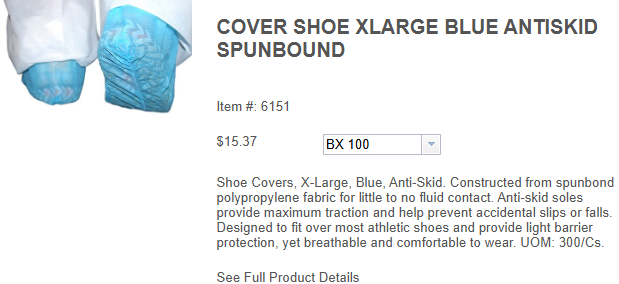 COVER SHOE XLARGE BLUE ANTISKID
SPUNBOUND
Item #: 6151
$15.37
BX 100
Shoe Covers, X-Large, Blue, Anti-Skid. Constructed from spunbond
polypropylene fabric for little to no fluid contact. Anti-skid soles
provide maximum traction and help prevent accidental slips or falls.
Designed to fit over most athletic shoes and provide light barrier
protection, yet breathable and comfortable to wear. UOM: 300/Cs.
See Full Product Details